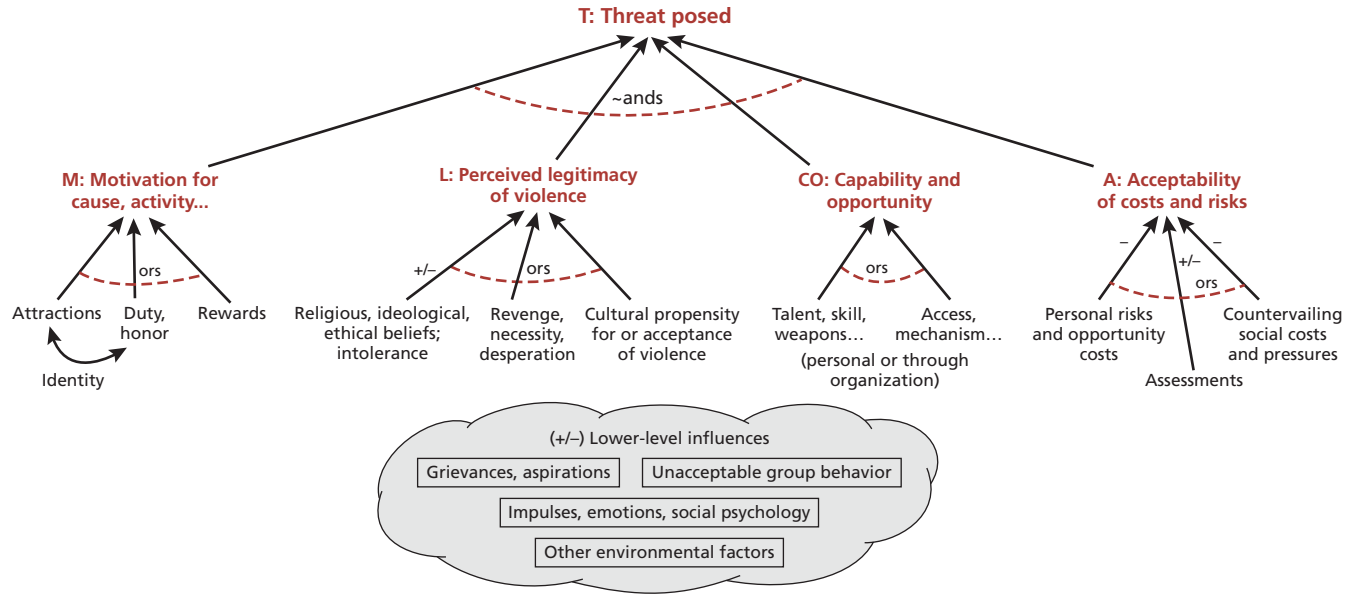 T: Threat posed
~ands
M: Motivation for
cause, activity...
L: Perceived legitimacy
of violence
CO: Capability and
opportunity
A: Acceptability
of costs and risks
ors
+/–
ors
ors
–
+/–
–
ors
Attractions
Duty,
honor
Rewards
Identity
Religious, ideological,
ethical beliefs;
intolerance
Revenge,
necessity,
desperation
Cultural propensity
for or acceptance
of violence
Talent, skill,
weapons…
Access,
mechanism…
(personal or through
organization)
Personal risks
and opportunity
costs
Assessments
Countervailing
social costs
and pressures
(+/–) Lower-level influences
Grievances, aspirations
Unacceptable group behavior
Impulses, emotions, social psychology
Other environmental factors